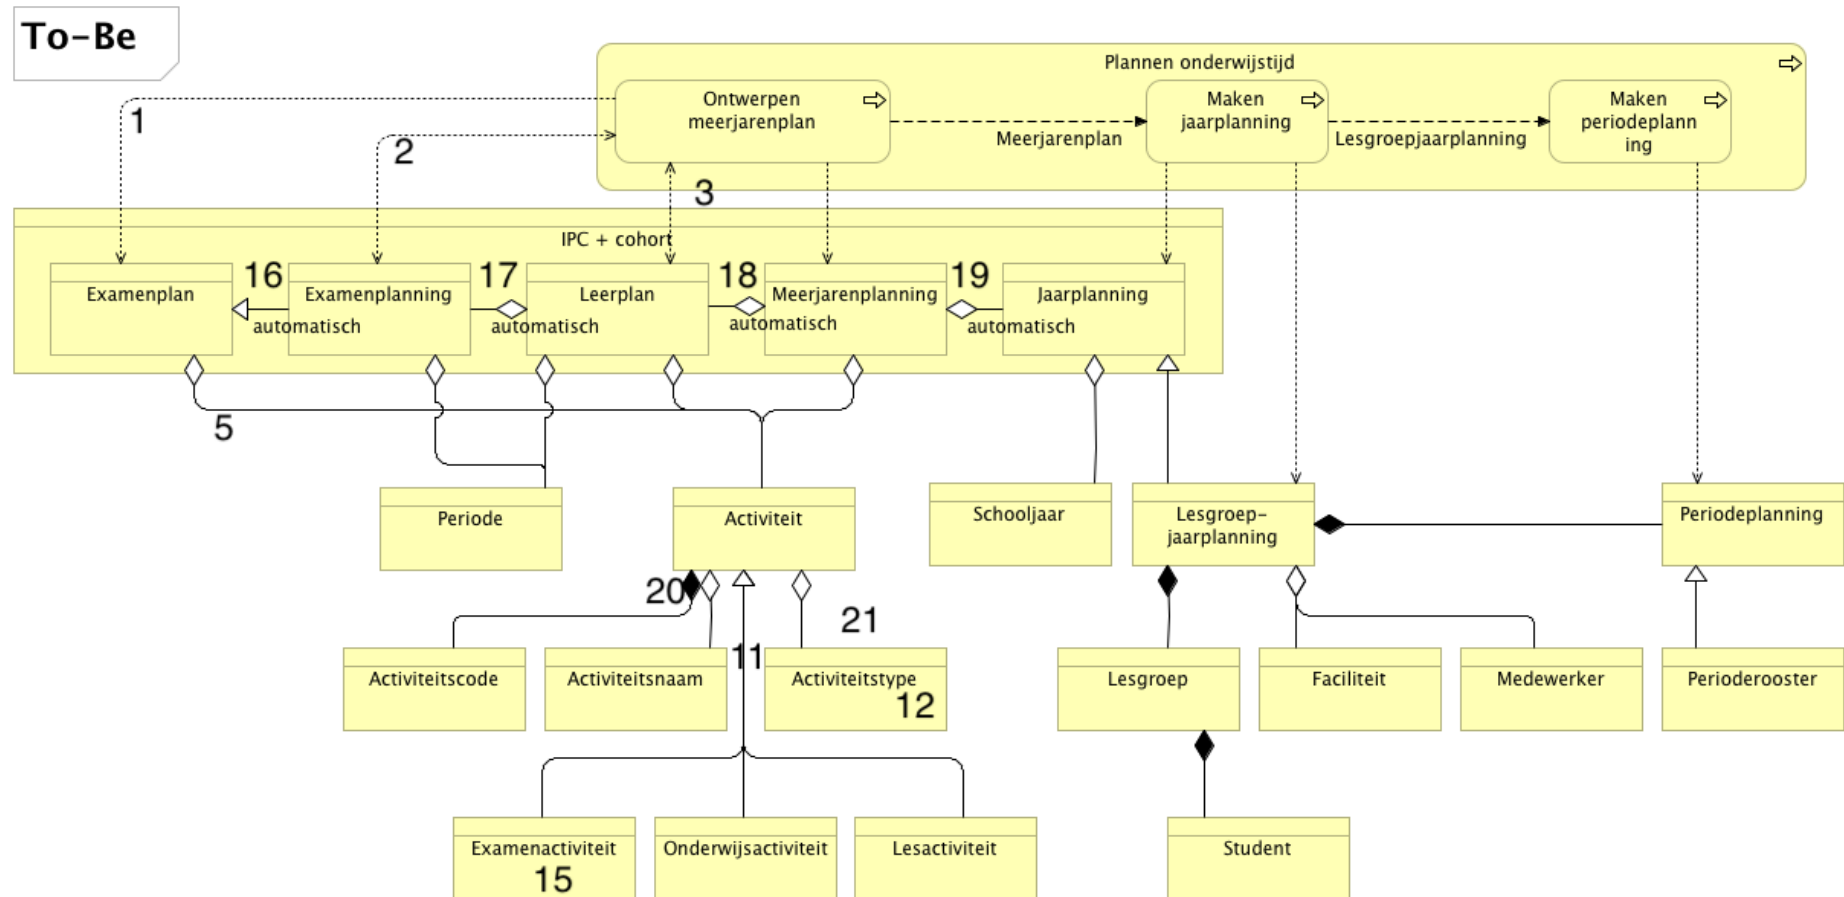 To-Be
Plannen onderwijstijd
Ontwerpen
meerjarenplan
Maken
jaarplanning
Maken
periodeplann
ing
1
2
Meerjarenplan
Lesgroepjaarplanning
3
IPC + cohort
16
17
18
19
Examenplan
Examenplanning
Leerplan
Meerjarenplanning
Jaarplanning
automatisch
automatisch
automatisch
automatisch
5
Periode
Activiteit
Schooljaar
Lesgroep-
jaarplanning
Periodeplanning
20
21
11
Activiteitscode
Activiteitsnaam
Activiteitstype
12
Lesgroep
Faciliteit
Medewerker
Perioderooster
Examenactiviteit
15
Onderwijsactiviteit
Lesactiviteit
Student